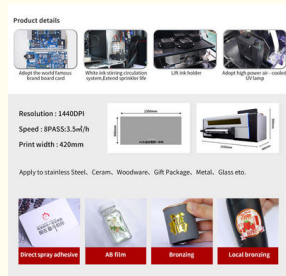 Product details
Adopt the world famous
brand board card
White ink stirring circulation
system,Extend sprinkler life
Lift ink holder
Adopt high power air - cooled
UV lamp
Resolution : 1440DPI
Speed : 8PASS:3.5㎡/h
Print width : 420mm
Apply to stainless Steel、Ceram、Woodware、Gift Package、Metal、Glass etc.
Direct spray adhesive
AB film
Bronzing
Local bronzing